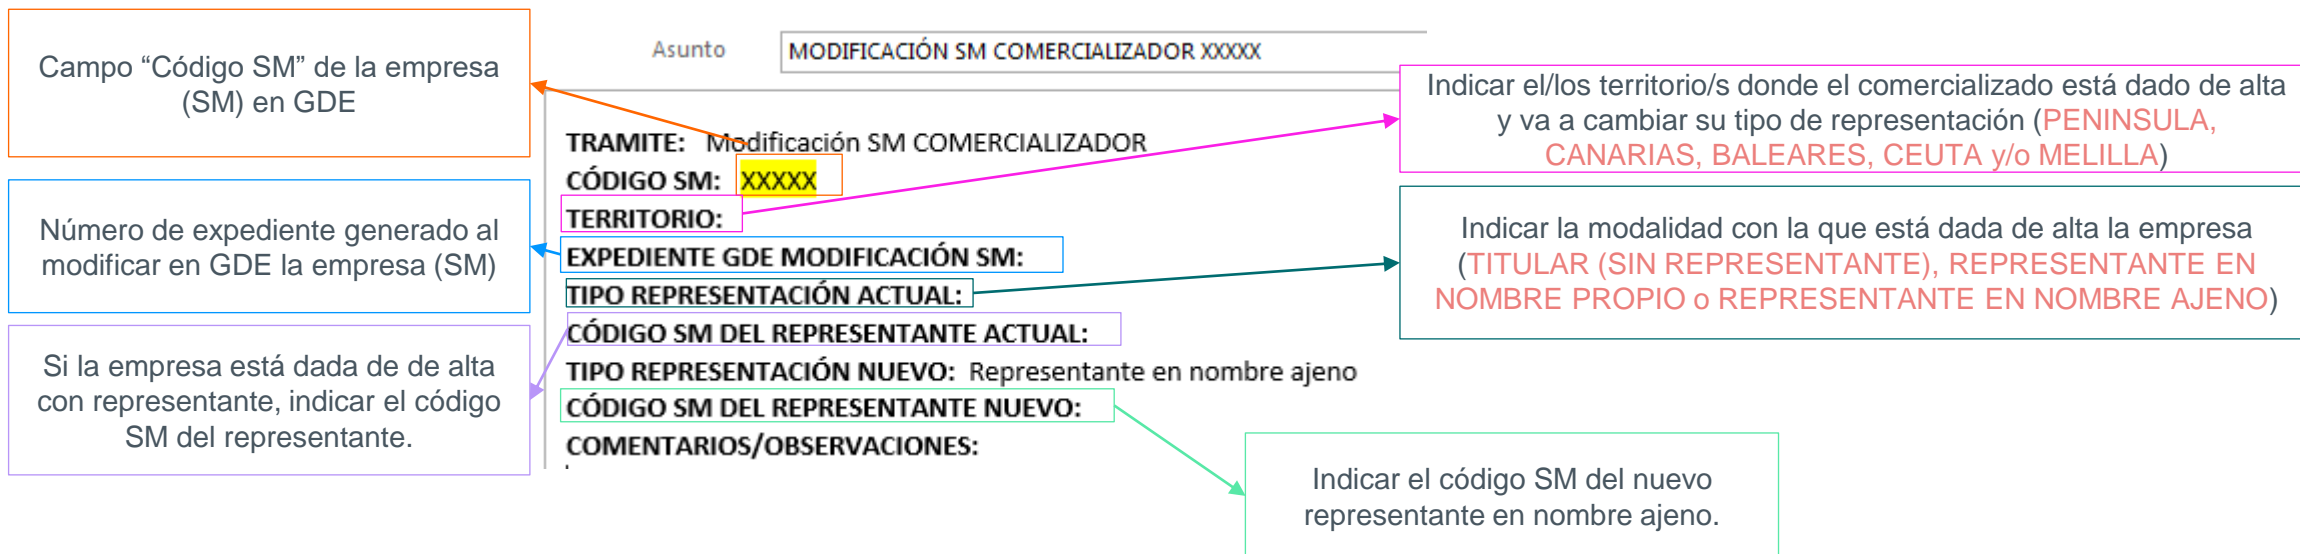 Campo “Código SM” de la empresa
(SM) en GDE
Número de expediente generado al
modificar en GDE la empresa (SM)
Si la empresa está dada de de alta
con representante, indicar el código
SM del representante.
Asunto
MODIFICACIÓN SM COMERCIALIZADOR XXXXX
TRAMITE: Modificación SM COMERCIALIZADOR
CÓDIGO SM: XXXXX
TERRITORIO:
EXPEDIENTE GDE MODIFICACIÓN SM:
TIPO REPRESENTACIÓN ACTUAL:
CÓDIGO SM DEL REPRESENTANTE ACTUAL:
TIPO REPRESENTACIÓN NUEVO: Representante en nombre ajeno
CÓDIGO SM DEL REPRESENTANTE NUEVO:
COMENTARIOS/OBSERVACIONES:
Indicar el/los territorio/s donde el comercializado está dado de alta
y va a cambiar su tipo de representación (PENINSULA,
CANARIAS, BALEARES, CEUTA y/o MELILLA)
Indicar la modalidad con la que está dada de alta la empresa
(TITULAR (SIN REPRESENTANTE), REPRESENTANTE EN
NOMBRE PROPIO o REPRESENTANTE EN NOMBRE AJENO)
Indicar el código SM del nuevo
representante en nombre ajeno.